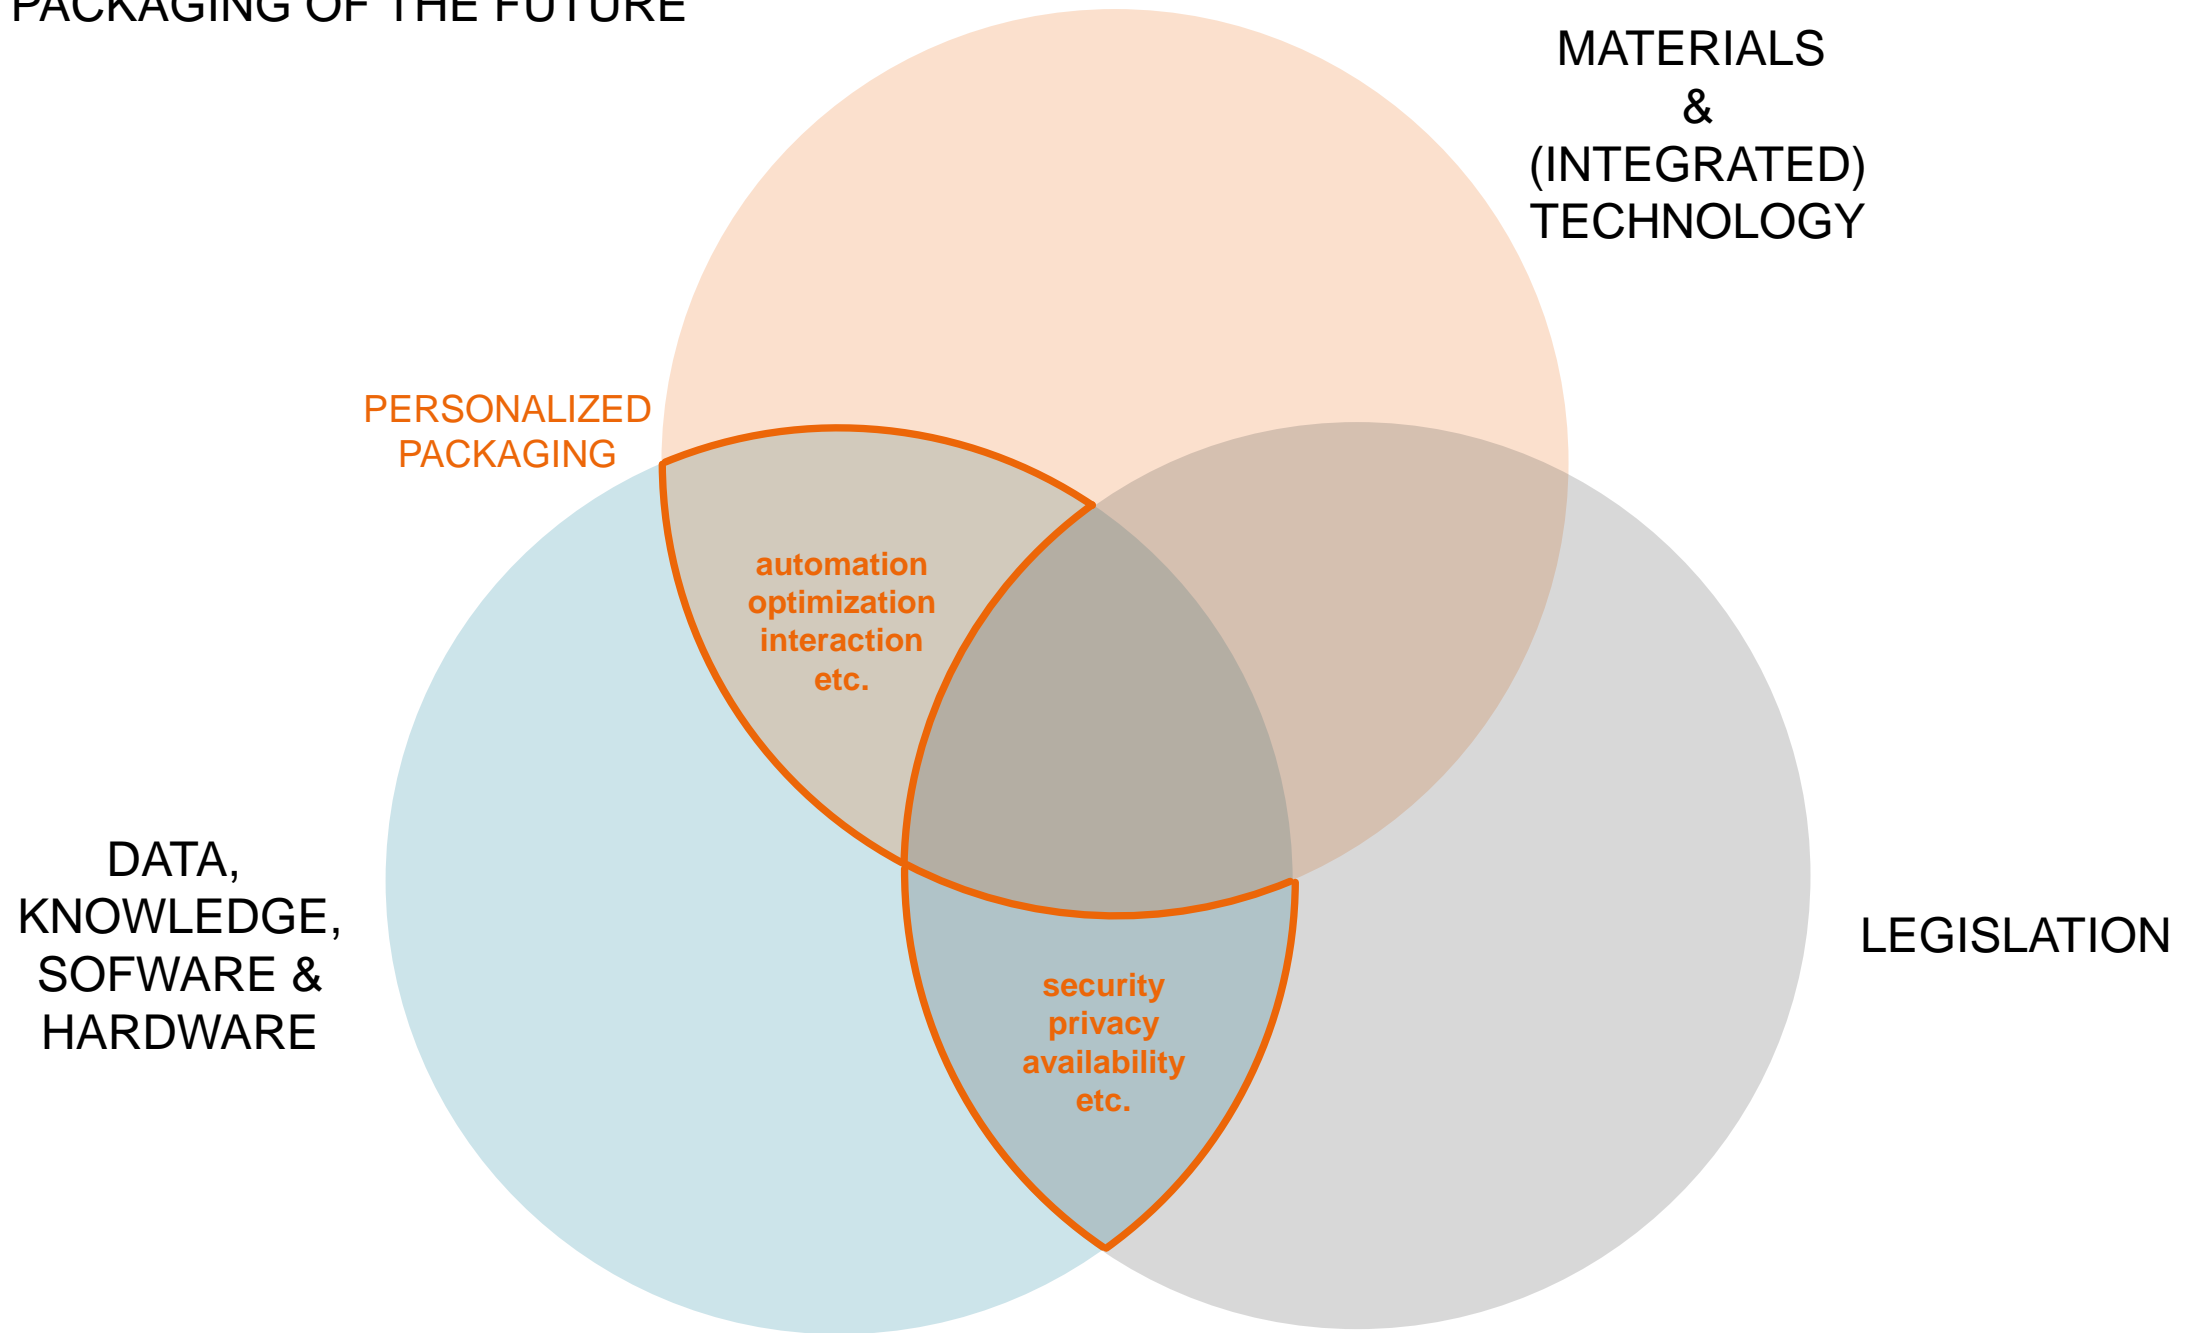 PACKAGING OF THE FUTURE
MATERIALS
&
(INTEGRATED)
TECHNOLOGY
PERSONALIZED
PACKAGING
automation
optimization
interaction
etc.
DATA,
KNOWLEDGE,
SOFWARE &
HARDWARE
LEGISLATION
security
privacy
availability
etc.